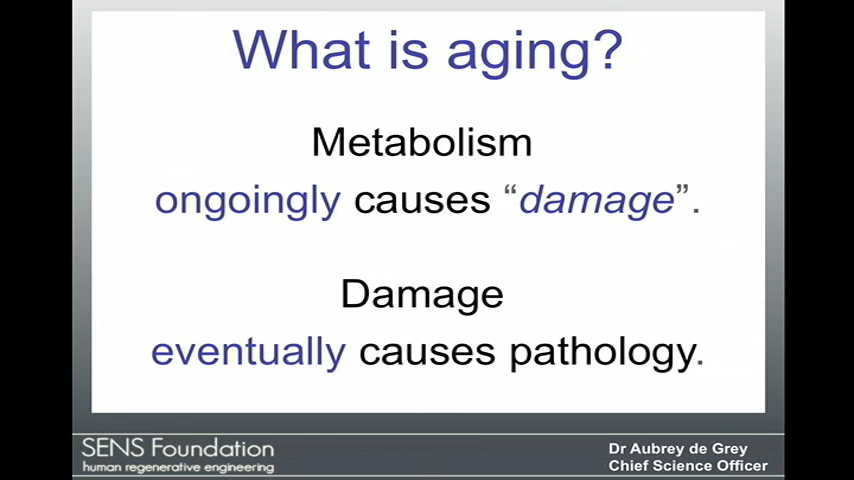 What is aging?
Metabolism
ongoingly causes “damage”.
Damage
eventually causes pathology.
SENS Foundation
human regenerative engineering
Dr Aubrey de Grey
Chief Science Officer